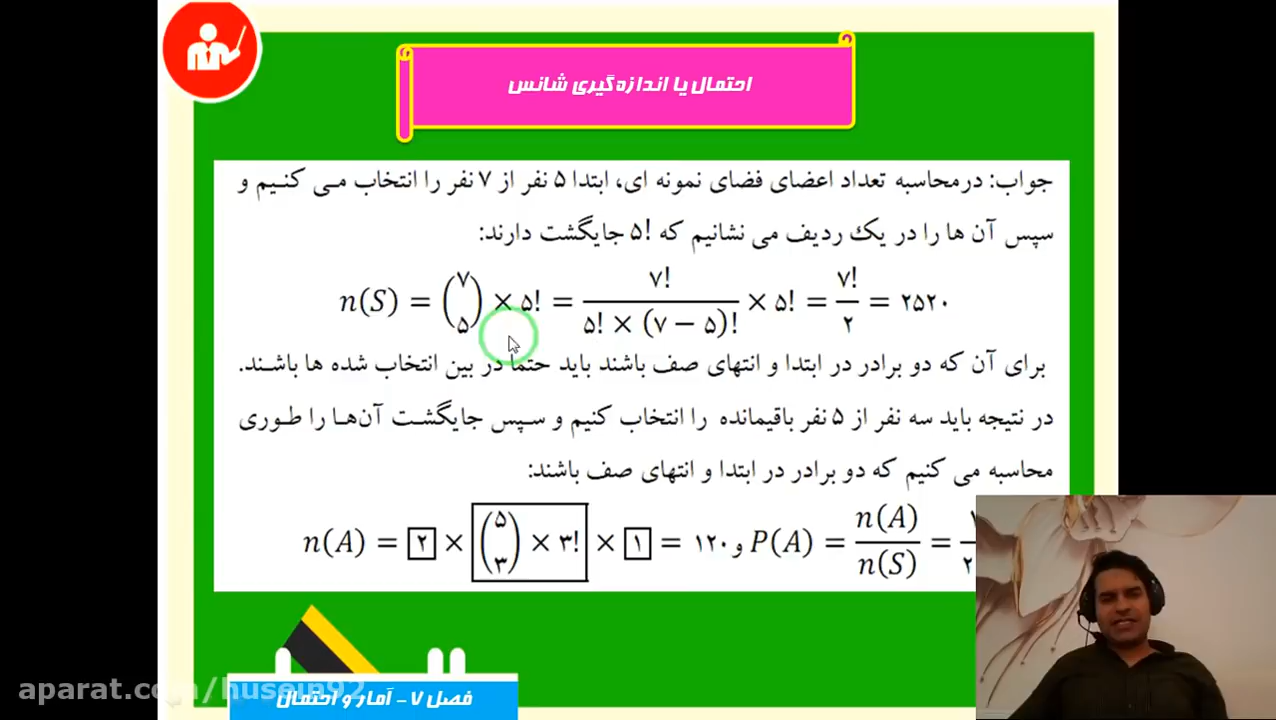 احتمال یا اندازه‌گیری شانس
جواب: درمحاسبه تعداد اعضای فضای نمونه ای، ابتدا ۵ نفر از ۷ نفر را انتخاب می کنیم و
سپس آن ها را در یک ردیف می نشانیم که !۵ جایگشت دارند:
n(S) = (۷ ۵) × ۵! = ۷! / ۵! × (۷ − ۵)! × ۵! = ۷! / ۲ = ۲۵۲۰
برای آن که دو برادر در ابتدا و انتهای صف باشند باید حتما در بین انتخاب شده ها باشند.
در نتیجه باید سه نفر از ۵ نفر باقیمانده را انتخاب کنیم و سپس جایگشت آن‌ها را طوری
محاسبه می کنیم که دو برادر در ابتدا و انتهای صف باشند:
n(A) = ۲ × (۵ ۳) × ۳! × ۱ = ۱۲۰ و P(A) = n(A) / n(S) =
فصل ۷- آمار و احتمال
aparat.com/husein92